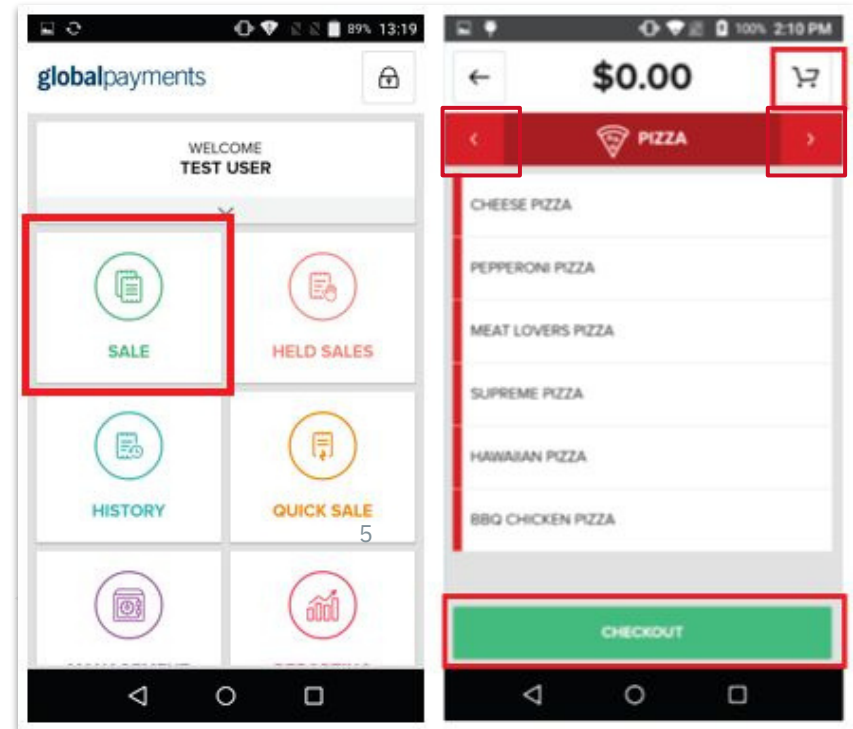 89% 13:19
globalpayments
WELCOME
TEST USER
SALE
HELD SALES
HISTORY
QUICK SALE
5
100% 2:10 PM
$0.00
PIZZA
CHEESE PIZZA
PEPPERONI PIZZA
MEAT LOVERS PIZZA
SUPREME PIZZA
HAWAIIAN PIZZA
BBQ CHICKEN PIZZA
CHECKOUT